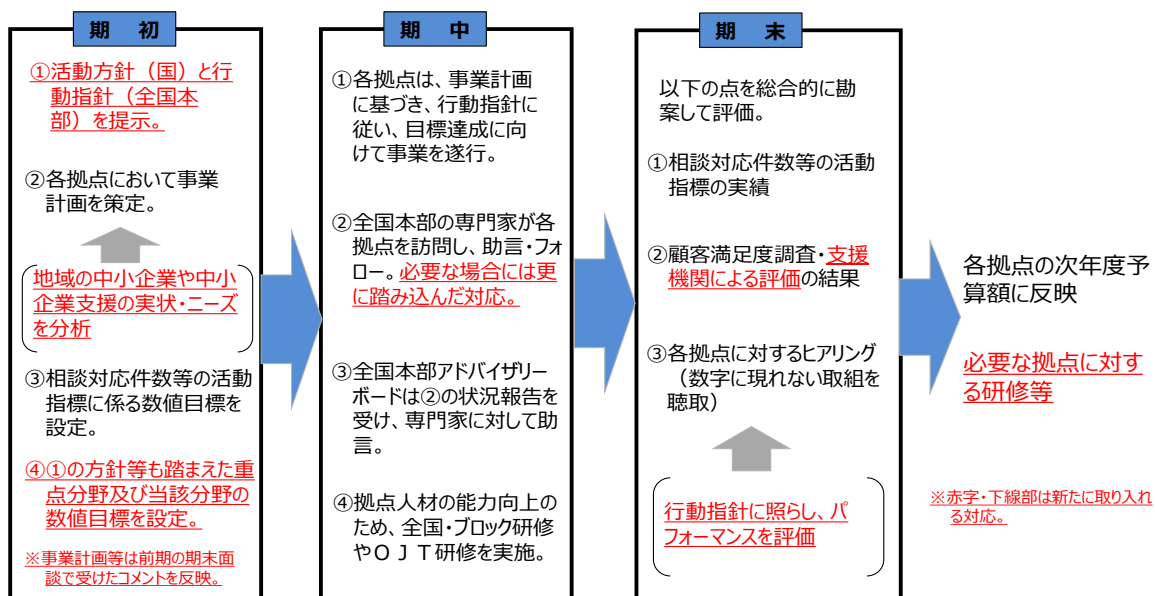 期　初
①活動方針（国）と行
動指針（全国本
部）を提示。
②各拠点において事業
計画を策定。
地域の中小企業や中小
企業支援の実状・ニーズ
を分析
③相談対応件数等の活動
指標に係る数値目標を
設定。
④①の方針等も踏まえた重
点分野及び当該分野の
数値目標を設定。
※事業計画等は前期の期末面
談で受けたコメントを反映。
期　中
①各拠点は、事業計画
に基づき、行動指針に
従い、目標達成に向
けて事業を遂行。
②全国本部の専門家が各
拠点を訪問し、助言・フォ
ロー。必要な場合には更
に踏み込んだ対応。
③全国本部アドバイザリー
ボードは②の状況報告を
受け、専門家に対して助
言。
④拠点人材の能力向上の
ため、全国・ブロック研修
やＯＪＴ研修を実施。
期　末
以下の点を総合的に勘
案して評価。
①相談対応件数等の活動
指標の実績
②顧客満足度調査・支援
機関による評価の結果
③各拠点に対するヒアリング
（数字に現れない取組を
聴取）
行動指針に照らし、パ
フォーマンスを評価
各拠点の次年度予
算額に反映
必要な拠点に対す
る研修等
※赤字・下線部は新たに取り入れ
る対応。